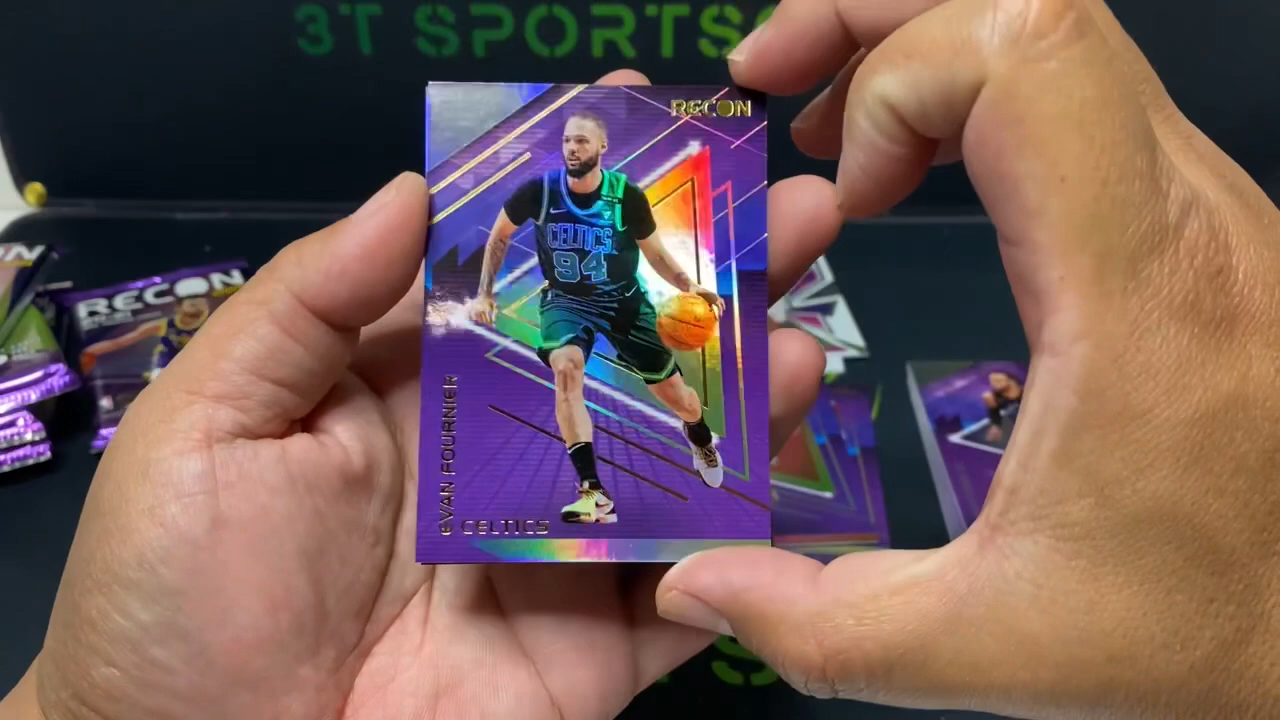 3T SPORTS
RECON
CELTICS
94
EVAN FOURNIER
CELTICS
RECON
S